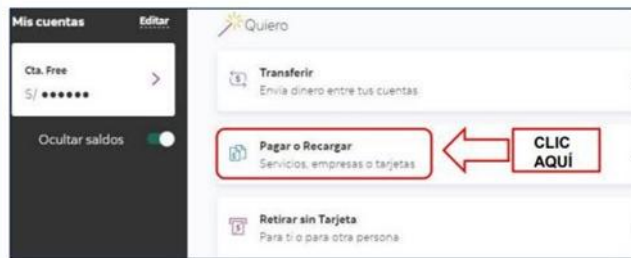 Mis cuentas Editar
Cta. Free
S/ ●●●●●●
Ocultar saldos
Quiero
Transferir
Envía dinero entre tus cuentas
Pagar o Recargar
Servicios, empresas o tarjetas
CLIC
AQUÍ
Retirar sin Tarjeta
Para ti o para otra persona